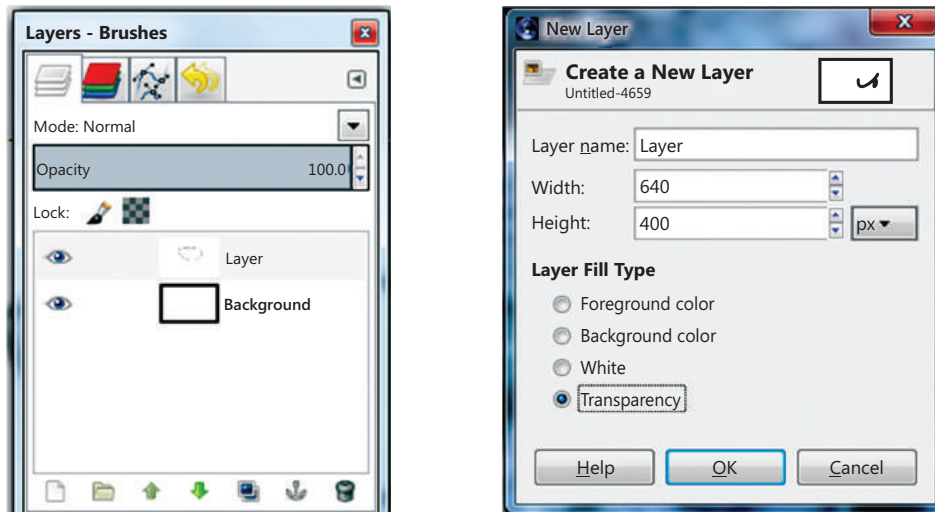 Layers - Brushes
Mode: Normal
Opacity 100.0
Lock:
Layer
Background
New Layer
Create a New Layer
Untitled-4659
Layer name: Layer
Width: 640
Height: 400 px
Layer Fill Type
Foreground color
Background color
White
Transparency
Help OK Cancel